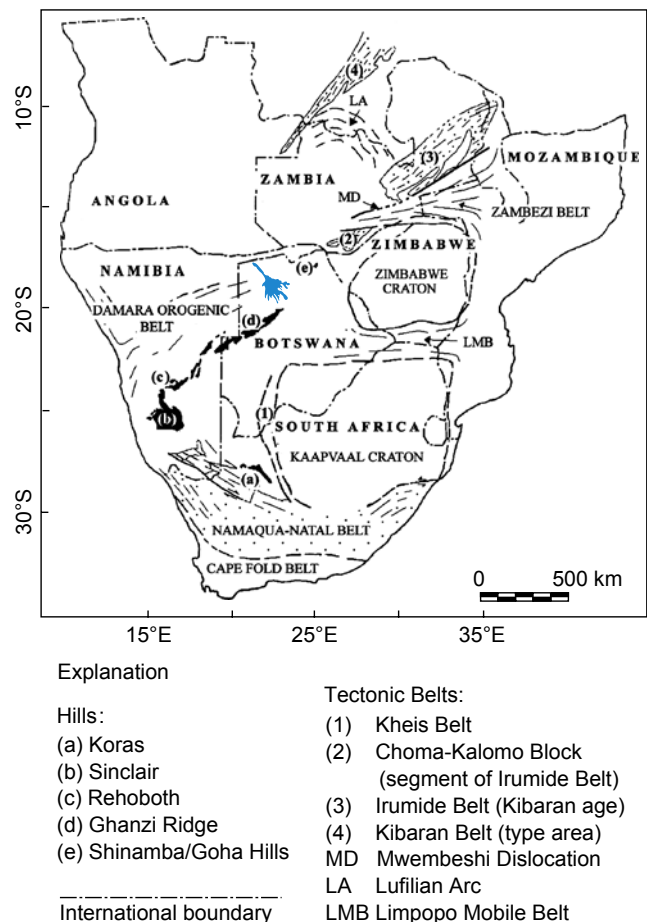 (4)
10°S
LA
(3)
MOZAMBIQUE
ZAMBIA
ANGOLA
MD
ZAMBEZI BELT
(2)
ZIMBABWE
(e)
NAMIBIA
ZIMBABWE
CRATON
DAMARA OROGENIC
BELT
20°S
(d)
BOTSWANA
LMB
(c)
(b)
(1)
SOUTH AFRICA
KAAPVAAL CRATON
(a)
30°S
NAMAQUA-NATAL BELT
CAPE FOLD BELT
0 500 km
15°E 25°E 35°E
Explanation
Hills:
(a) Koras
(b) Sinclair
(c) Rehoboth
(d) Ghanzi Ridge
(e) Shinamba/Goha Hills
International boundary
Tectonic Belts:
(1) Kheis Belt
(2) Choma-Kalomo Block
(segment of Irumide Belt)
(3) Irumide Belt (Kibaran age)
(4) Kibaran Belt (type area)
MD Mwembeshi Dislocation
LA Lufilian Arc
LMB Limpopo Mobile Belt